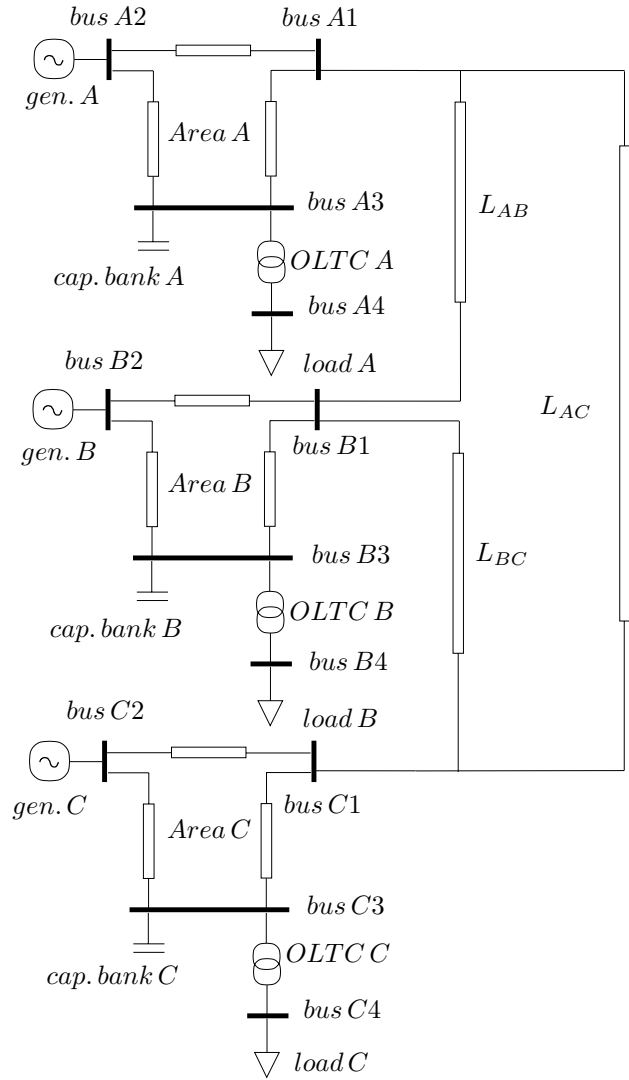 bus A2
bus A1
gen. A
Area A
bus A3
L_AB
OLTC A
cap. bank A
bus A4
load A
bus B2
L_AC
gen. B
bus B1
Area B
bus B3
L_BC
OLTC B
cap. bank B
bus B4
load B
bus C2
gen. C
bus C1
Area C
bus C3
OLTC C
cap. bank C
bus C4
load C